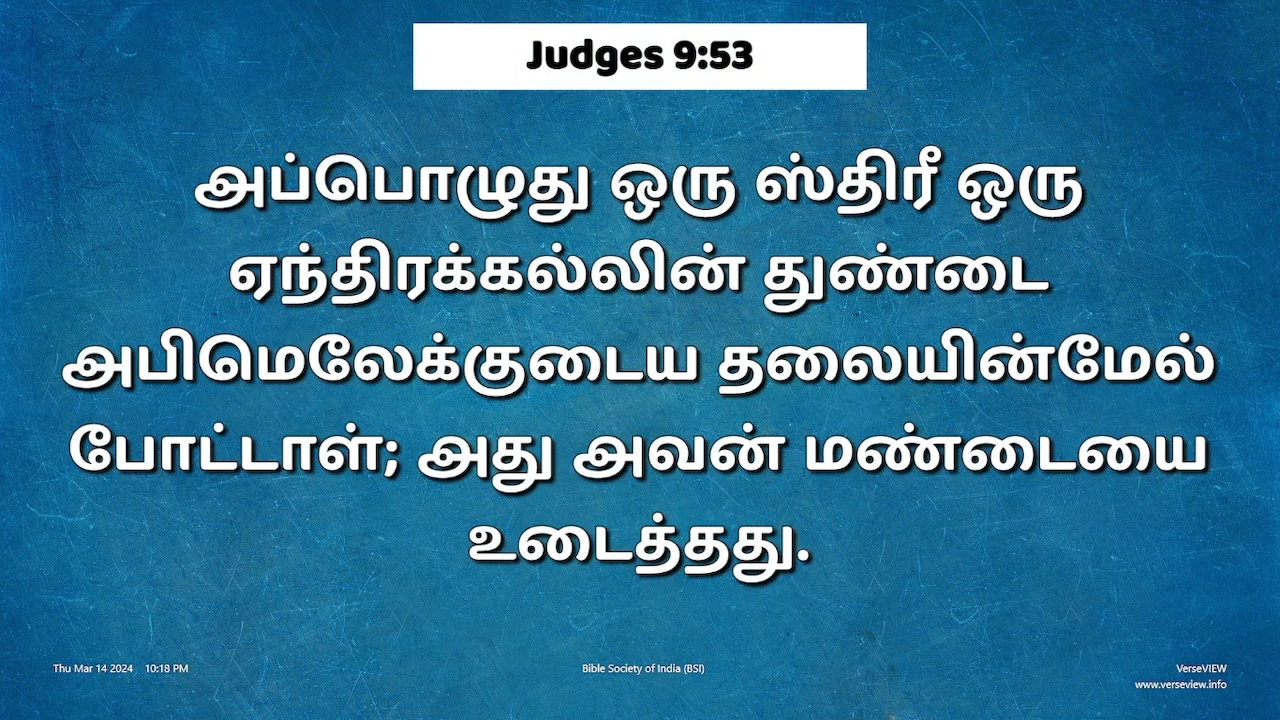 Judges 9:53
அப்பொழுது ஒரு ஸ்திரீ ஒரு
ஏந்திரக்கல்லின் துண்டை
அபிமெலேக்குடைய தலையின்மேல்
போட்டாள்; அது அவன் மண்டையை
உடைத்தது.
Thu Mar 14 2024 10:18 PM
Bible Society of India (BSI)
VerseVIEW
www.verseview.info